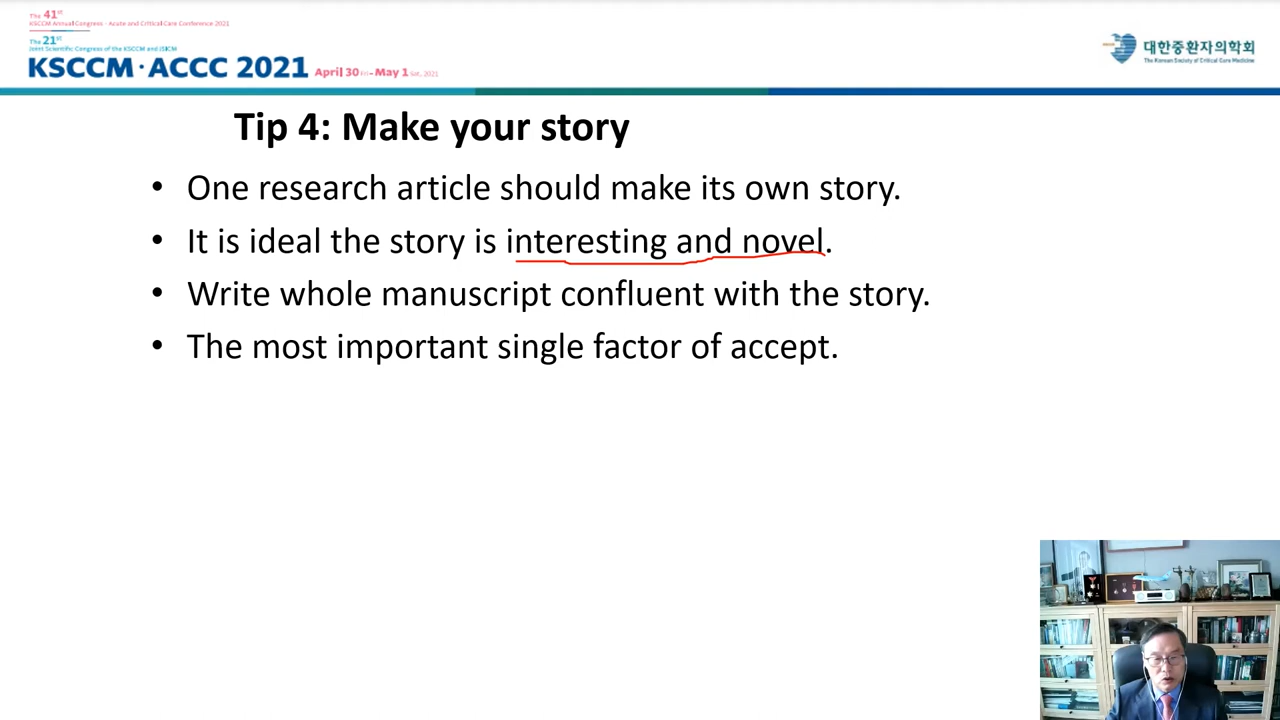 The 41st
KSCCM Annual Congress · Acute and Critical Care Conference 2021
The 21st
Joint Scientific Congress of the KSCCM and JSICM
KSCCM · ACCC 2021 April 30 Fri – May 1 Sat, 2021
대한중환자의학회
The Korean Society of Critical Care Medicine
Tip 4: Make your story
• One research article should make its own story.
• It is ideal the story is interesting and novel.
• Write whole manuscript confluent with the story.
• The most important single factor of accept.